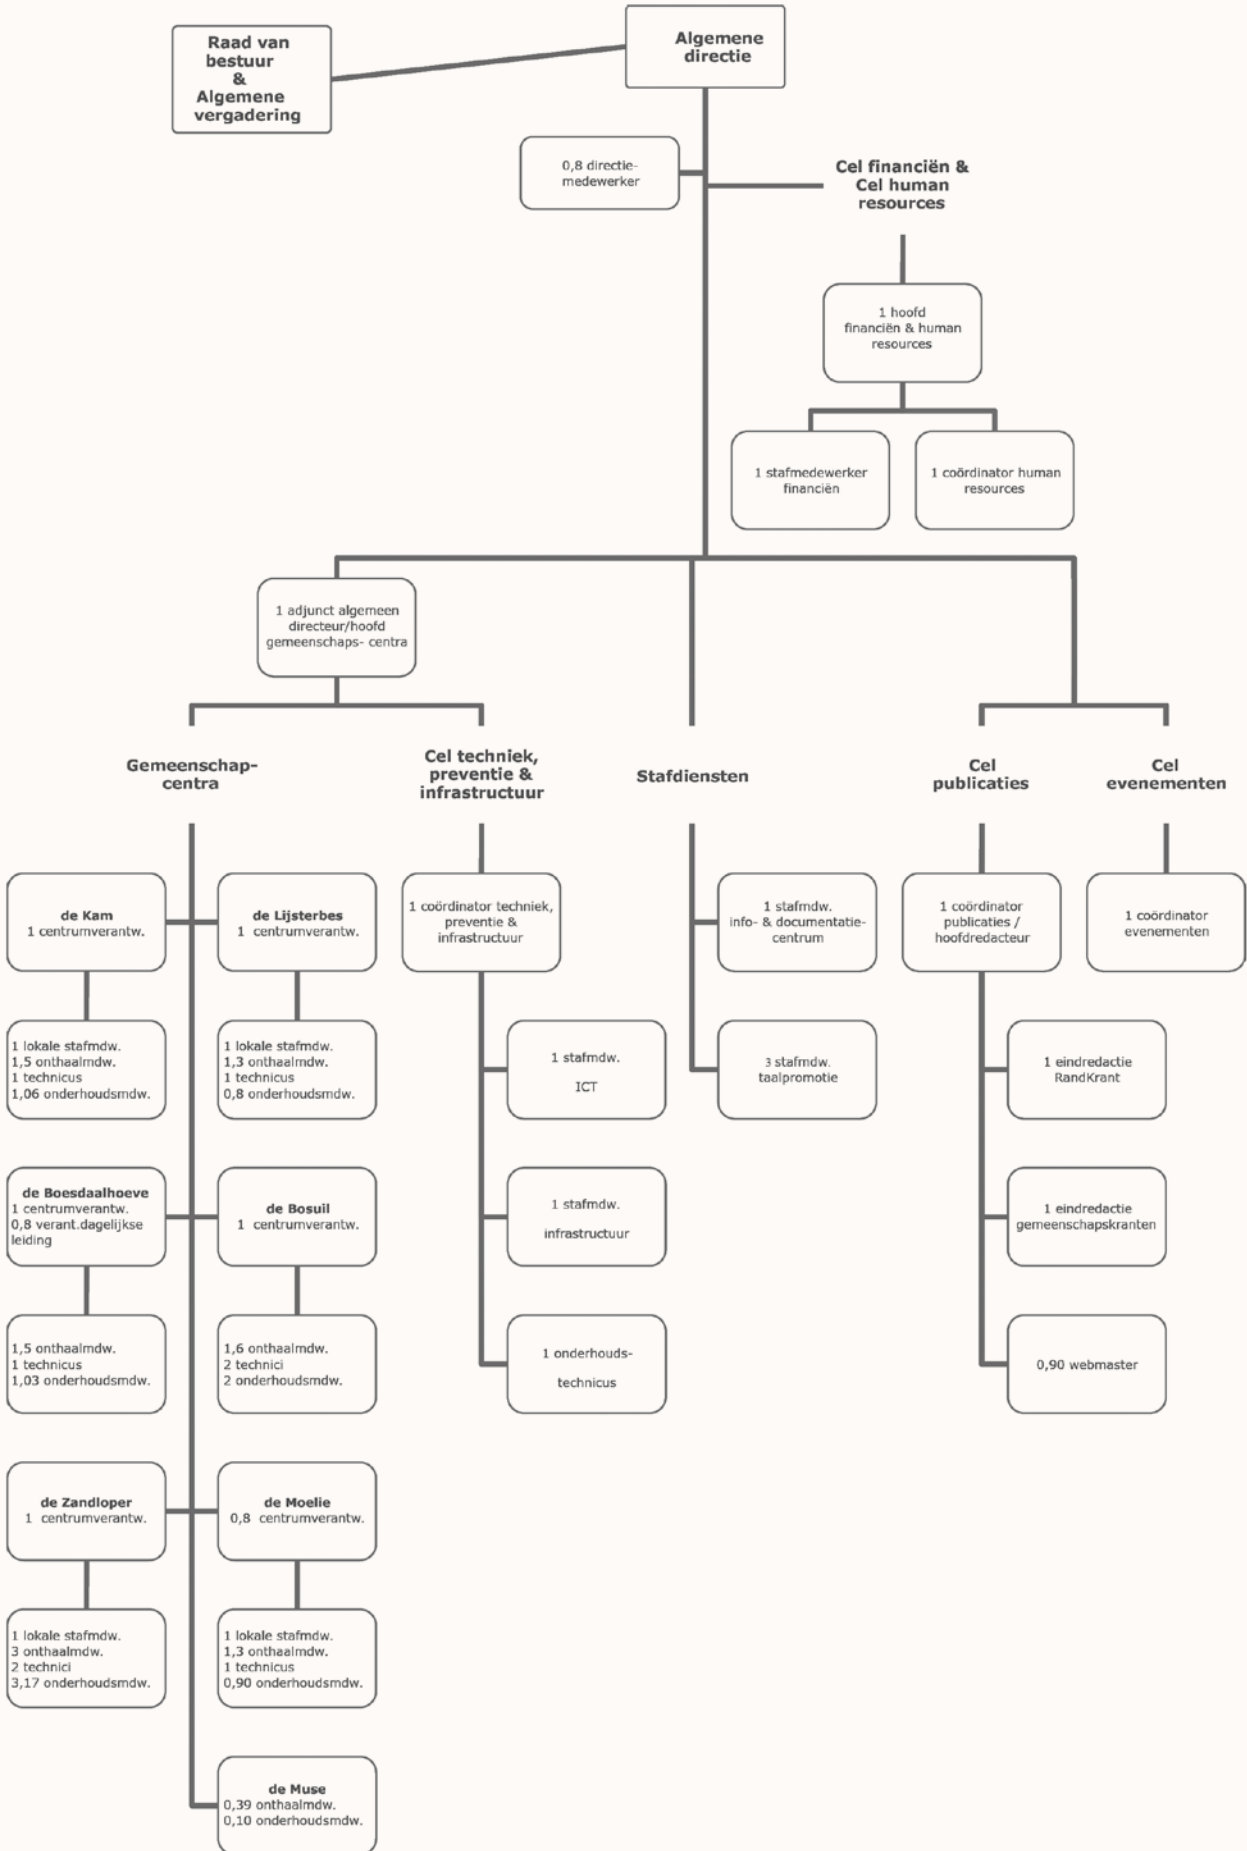 Raad van
bestuur
&
Algemene
vergadering
Algemene
directie
0,8 directie-
medewerker
Cel financiën &
Cel human
resources
1 hoofd
financiën & human
resources
1 stafmedewerker
financiën
1 coördinator human
resources
1 adjunct algemeen
directeur/hoofd
gemeenschaps- centra
Gemeenschap-
centra
Cel techniek,
preventie &
infrastructuur
Stafdiensten
Cel
publicaties
Cel
evenementen
de Kam
1 centrumverantw.
de Lijsterbes
1 centrumverantw.
1 coördinator techniek,
preventie &
infrastructuur
1 stafmdw.
info- & documentatie-
centrum
1 coördinator
publicaties /
hoofdredacteur
1 coördinator
evenementen
1 lokale stafmdw.
1,5 onthaalmdw.
1 technicus
1,06 onderhoudsmdw.
1 lokale stafmdw.
1,3 onthaalmdw.
1 technicus
0,8 onderhoudsmdw.
1 stafmdw.
ICT
3 stafmdw.
taalpromotie
1 eindredactie
RandKrant
de Boesdaalhoeve
1 centrumverantw.
0,8 verant.dagelijkse
leiding
de Bosuil
1 centrumverantw.
1 stafmdw.
infrastructuur
1 eindredactie
gemeenschapskranten
1,5 onthaalmdw.
1 technicus
1,03 onderhoudsmdw.
1,6 onthaalmdw.
2 technici
2 onderhoudsmdw.
1 onderhouds-
technicus
0,90 webmaster
de Zandloper
1 centrumverantw.
de Moelie
0,8 centrumverantw.
1 lokale stafmdw.
3 onthaalmdw.
2 technici
3,17 onderhoudsmdw.
1 lokale stafmdw.
1,3 onthaalmdw.
1 technicus
0,90 onderhoudsmdw.
de Muse
0,39 onthaalmdw.
0,10 onderhoudsmdw.